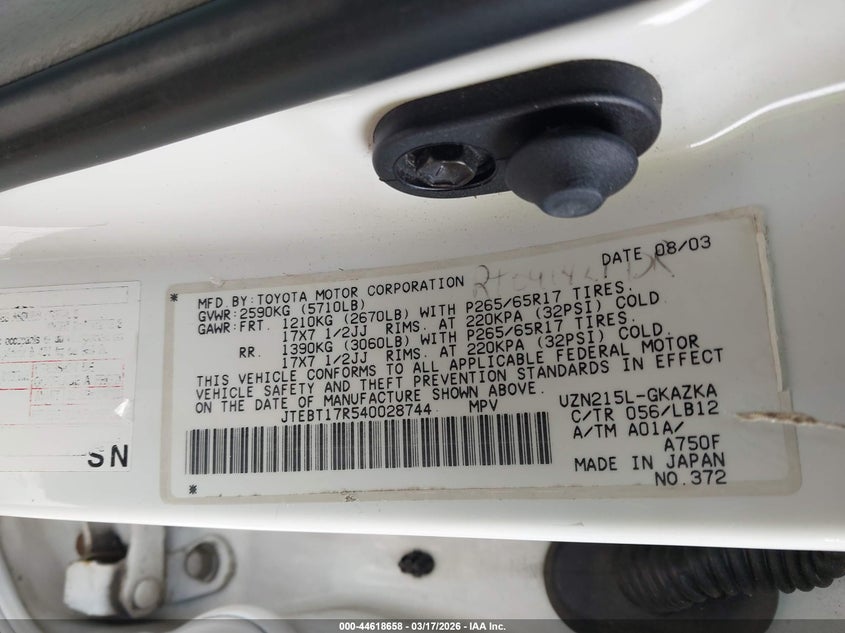 DATE 08/03
MFD.BY:TOYOTA MOTOR CORPORATION
GVWR:2590KG (5710LB)
GAWR:FRT. 1210KG (2670LB) WITH P265/65R17 TIRES.
17X7 1/2JJ RIMS. AT 220KPA (32PSI) COLD
RR. 1390KG (3060LB) WITH P265/65R17 TIRES.
17X7 1/2JJ RIMS. AT 220KPA (32PSI) COLD.
THIS VEHICLE CONFORMS TO ALL APPLICABLE FEDERAL MOTOR
VEHICLE SAFETY AND THEFT PREVENTION STANDARDS IN EFFECT
ON THE DATE OF MANUFACTURE SHOWN ABOVE.
JTEBT17R540028744 MPV
UZN215L-GKAZKA
C/TR 056/LB12
A/TM A01A/
A750F
MADE IN JAPAN
NO.372
SN
000-44618658 - 03/17/2026 - IAA Inc.